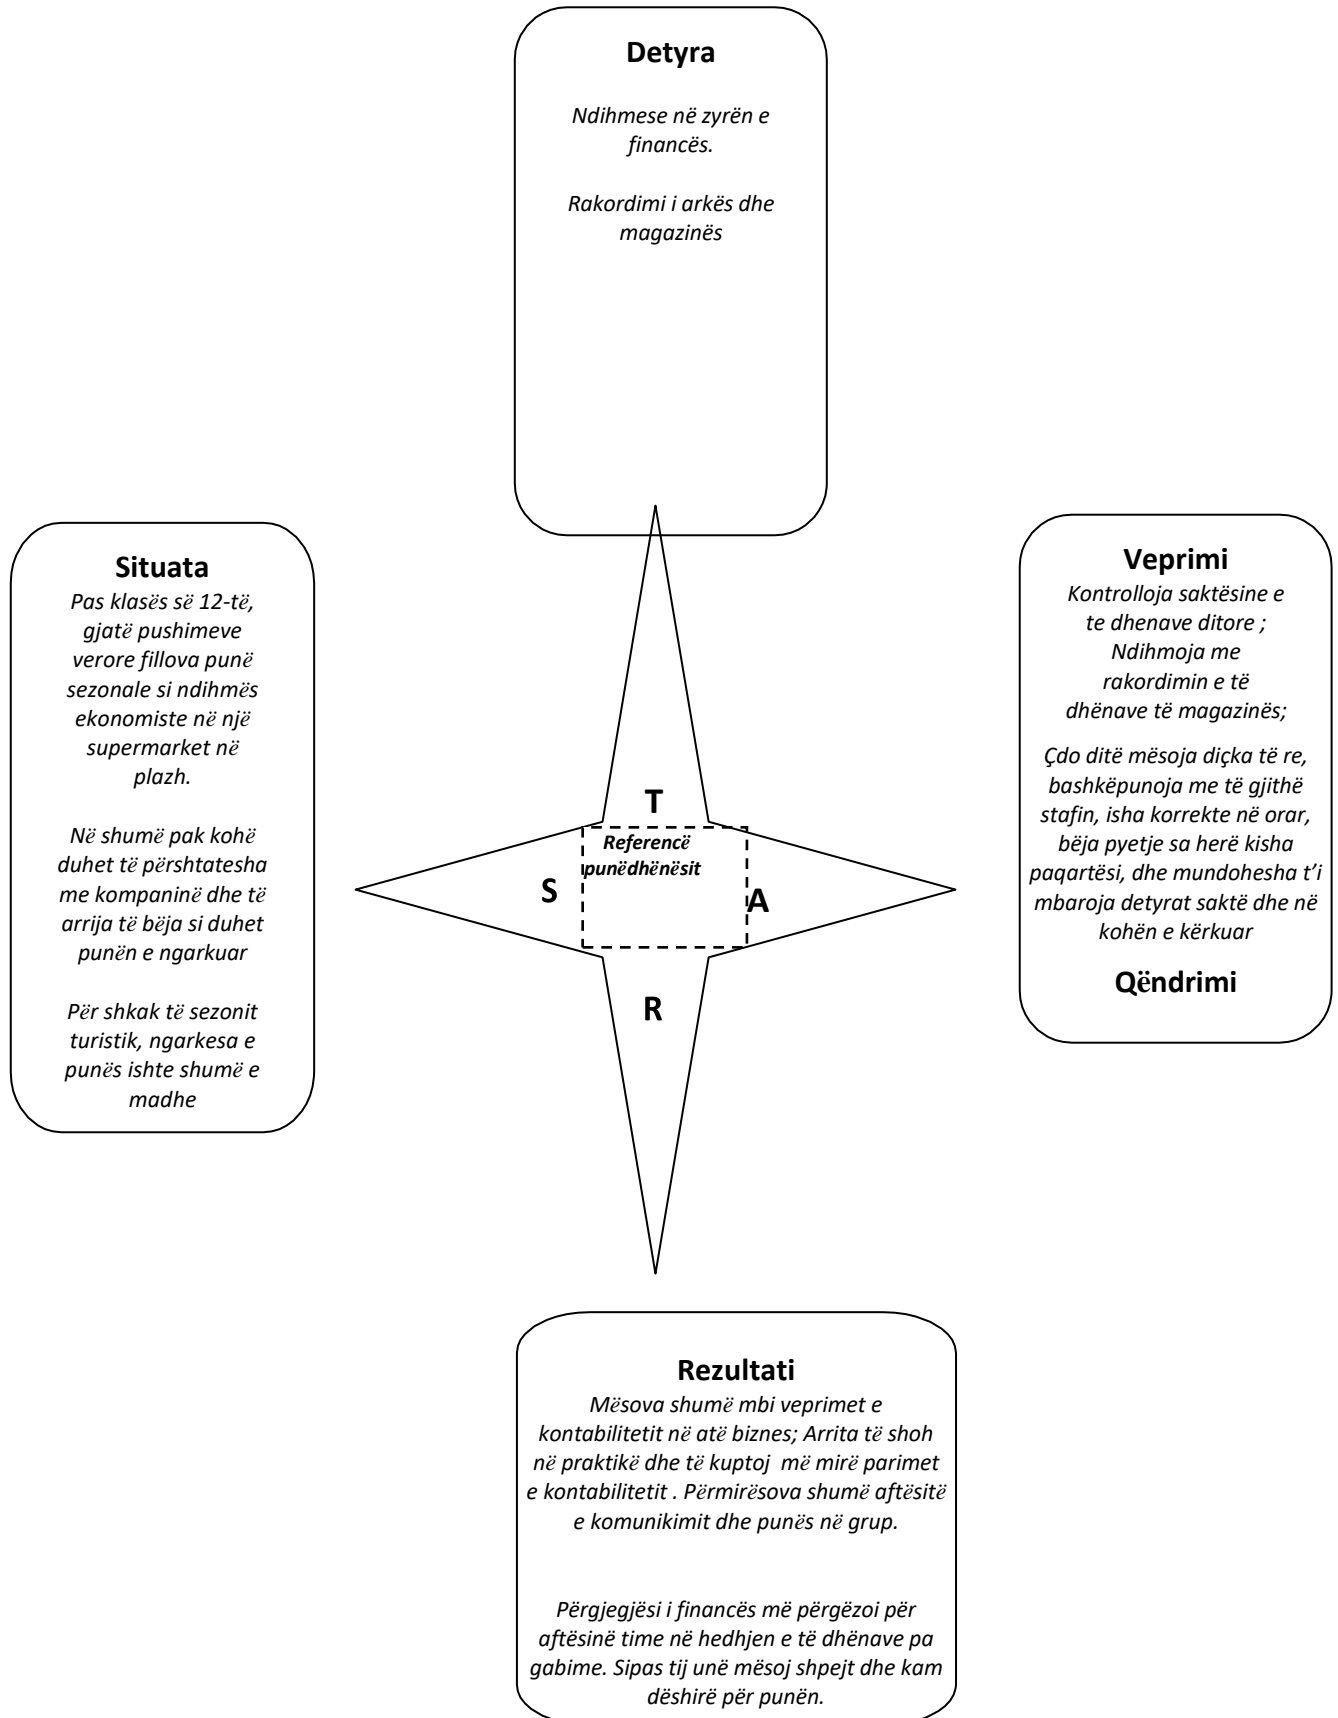 Detyra
Ndihmese në zyrën e
financës.
Rakordimi i arkës dhe
magazinës
Situata
Pas klasës së 12-të,
gjatë pushimeve
verore fillova punë
sezonale si ndihmës
ekonomiste në një
supermarket në
plazh.
Në shumë pak kohë
duhet të përshtatesha
me kompaninë dhe të
arrija të bëja si duhet
punën e ngarkuar
Për shkak të sezonit
turistik, ngarkesa e
punës ishte shumë e
madhe
T
Referencë
punëdhënësit
S
A
R
Veprimi
Kontrolloja saktësine e
te dhenave ditore ;
Ndihmoja me
rakordimin e të
dhënave të magazinës;
Çdo ditë mësoja diçka të re,
bashkëpunoja me të gjithë
stafin, isha korrekte në orar,
bëja pyetje sa herë kisha
paqartësi, dhe mundohesha t'i
mbaroja detyrat saktë dhe në
kohën e kërkuar
Qëndrimi
Rezultati
Mësova shumë mbi veprimet e
kontabilitetit në atë biznes; Arrita të shoh
në praktikë dhe të kuptoj më mirë parimet
e kontabilitetit . Përmirësova shumë aftësitë
e komunikimit dhe punës në grup.
Përgjegjësi i financës më përgëzoi për
aftësinë time në hedhjen e të dhënave pa
gabime. Sipas tij unë mësoj shpejt dhe kam
dëshirë për punën.